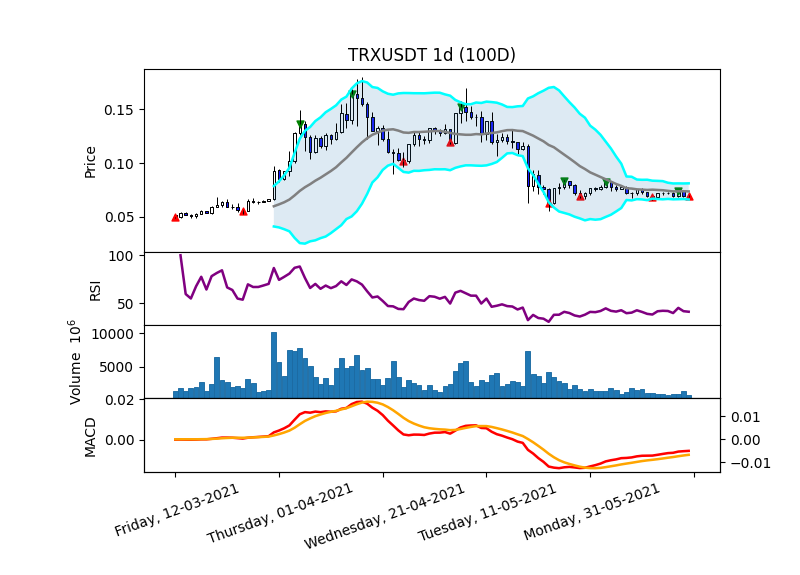 TRXUSDT 1d (100D)
0.15
0.10
0.05
Price
100
50
RSI
10000
5000
Volume 10^6
0.02
0.00
MACD
0.01
0.00
−0.01
Friday, 12-03-2021
Thursday, 01-04-2021
Wednesday, 21-04-2021
Tuesday, 11-05-2021
Monday, 31-05-2021